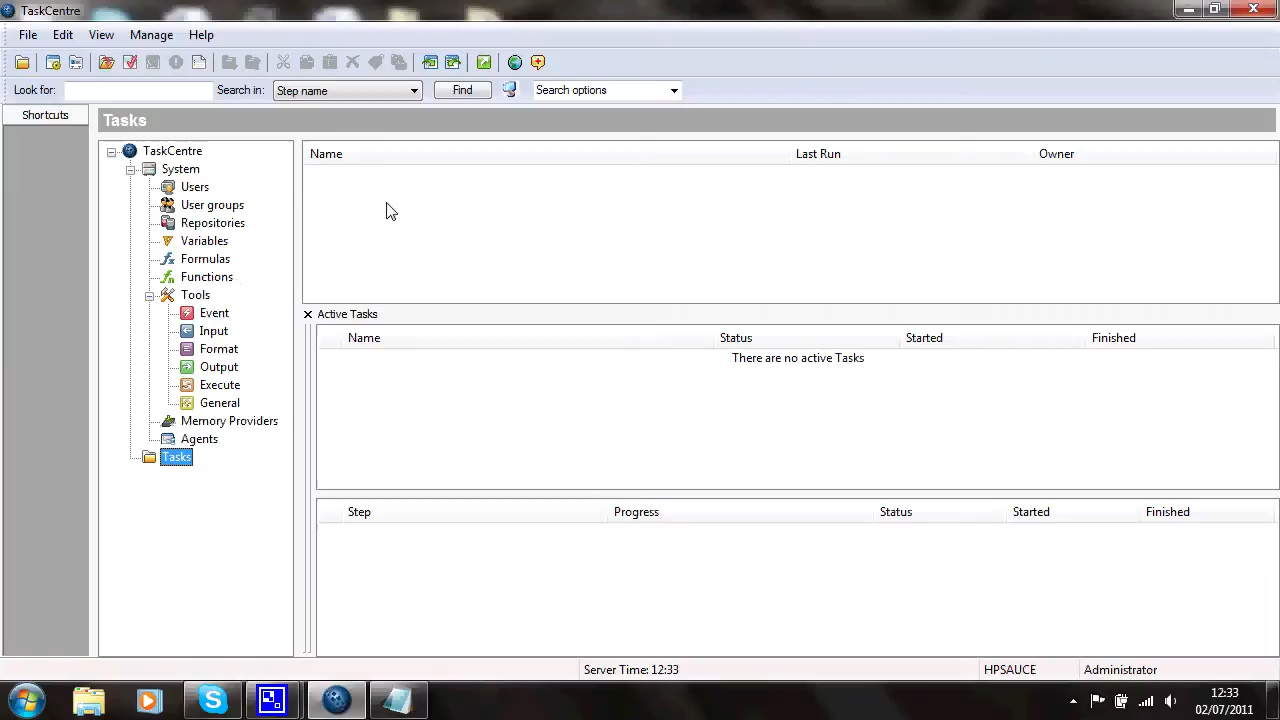 TaskCentre
File Edit View Manage Help
Look for: Search in: Step name Find Search options
Shortcuts
Tasks
TaskCentre
System
Users
User groups
Repositories
Variables
Formulas
Functions
Tools
Event
Input
Format
Output
Execute
General
Memory Providers
Agents
Tasks
Name Last Run Owner
Active Tasks
Name Status Started Finished
There are no active Tasks
Step Progress Status Started Finished
Server Time: 12:33 HPSAUCE Administrator
12:33
02/07/2011